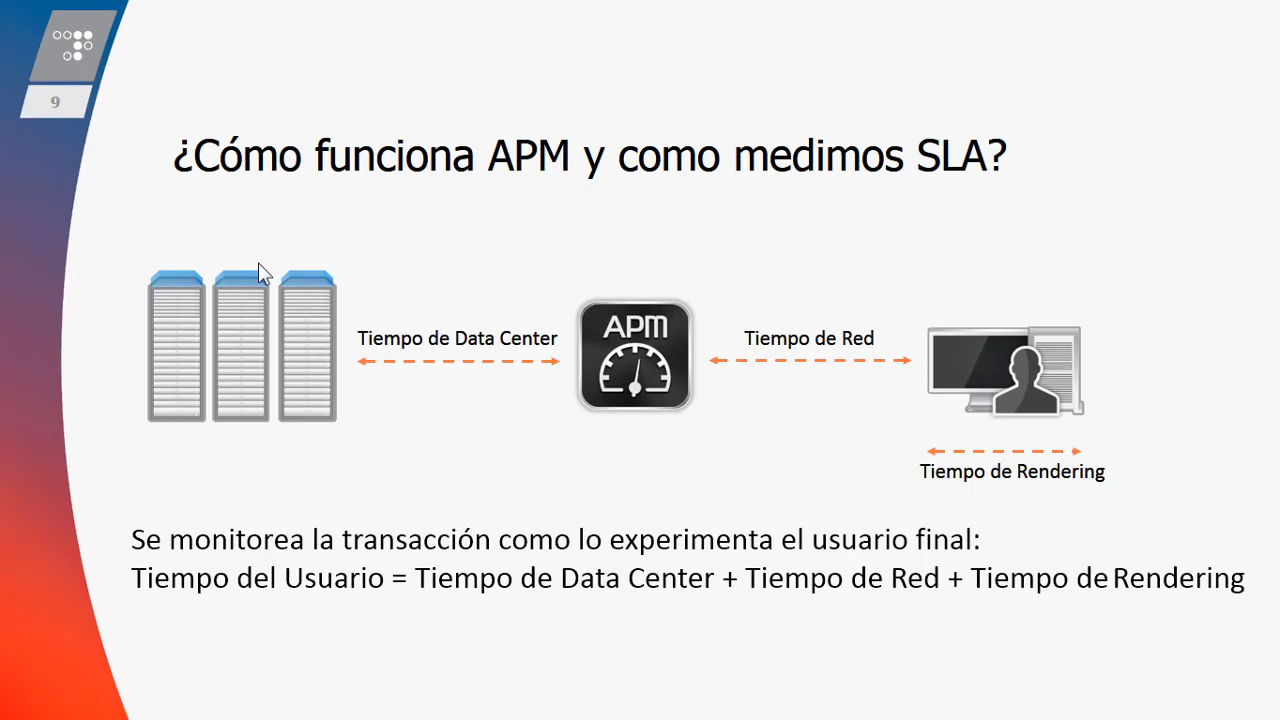 9
¿Cómo funciona APM y como medimos SLA?
Tiempo de Data Center
APM
Tiempo de Red
Tiempo de Rendering
Se monitorea la transacción como lo experimenta el usuario final:
Tiempo del Usuario = Tiempo de Data Center + Tiempo de Red + Tiempo de Rendering